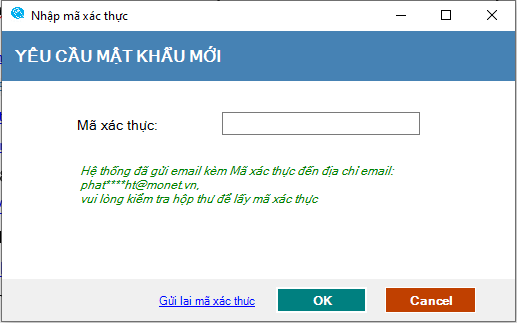 Nhập mã xác thực
YÊU CẦU MẬT KHẨU MỚI
Mã xác thực:
Hệ thống đã gửi email kèm Mã xác thực đến địa chỉ email:
phat****ht@monet.vn,
vui lòng kiểm tra hộp thư để lấy mã xác thực
Gửi lại mã xác thực
OK
Cancel